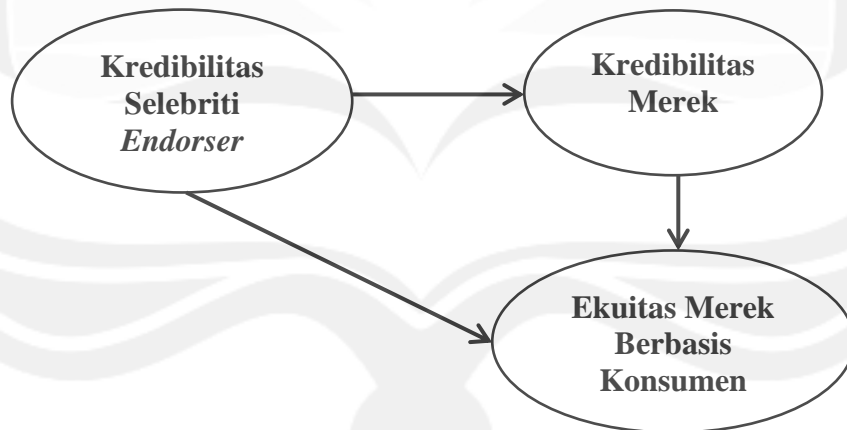 Kredibilitas
Selebriti
Endorser
Kredibilitas
Merek
Ekuitas Merek
Berbasis
Konsumen